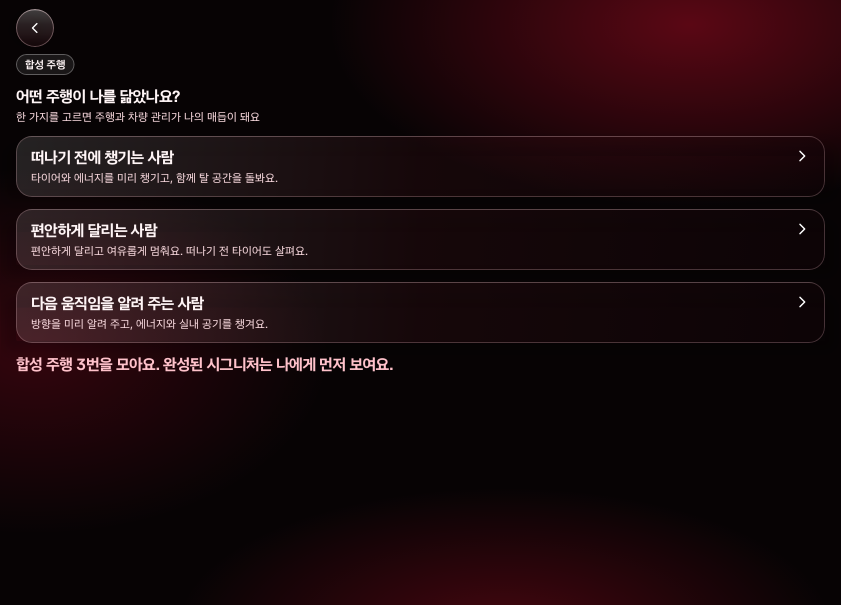 합성 주행
어떤 주행이 나를 닮았나요?
한 가지를 고르면 주행과 차량 관리가 나의 매듭이 돼요
떠나기 전에 챙기는 사람
타이어와 에너지를 미리 챙기고, 함께 탈 공간을 돌봐요.
편안하게 달리는 사람
편안하게 달리고 여유롭게 멈춰요. 떠나기 전 타이어도 살펴요.
다음 움직임을 알려 주는 사람
방향을 미리 알려 주고, 에너지와 실내 공기를 챙겨요.
합성 주행 3번을 모아요. 완성된 시그니처는 나에게 먼저 보여요.